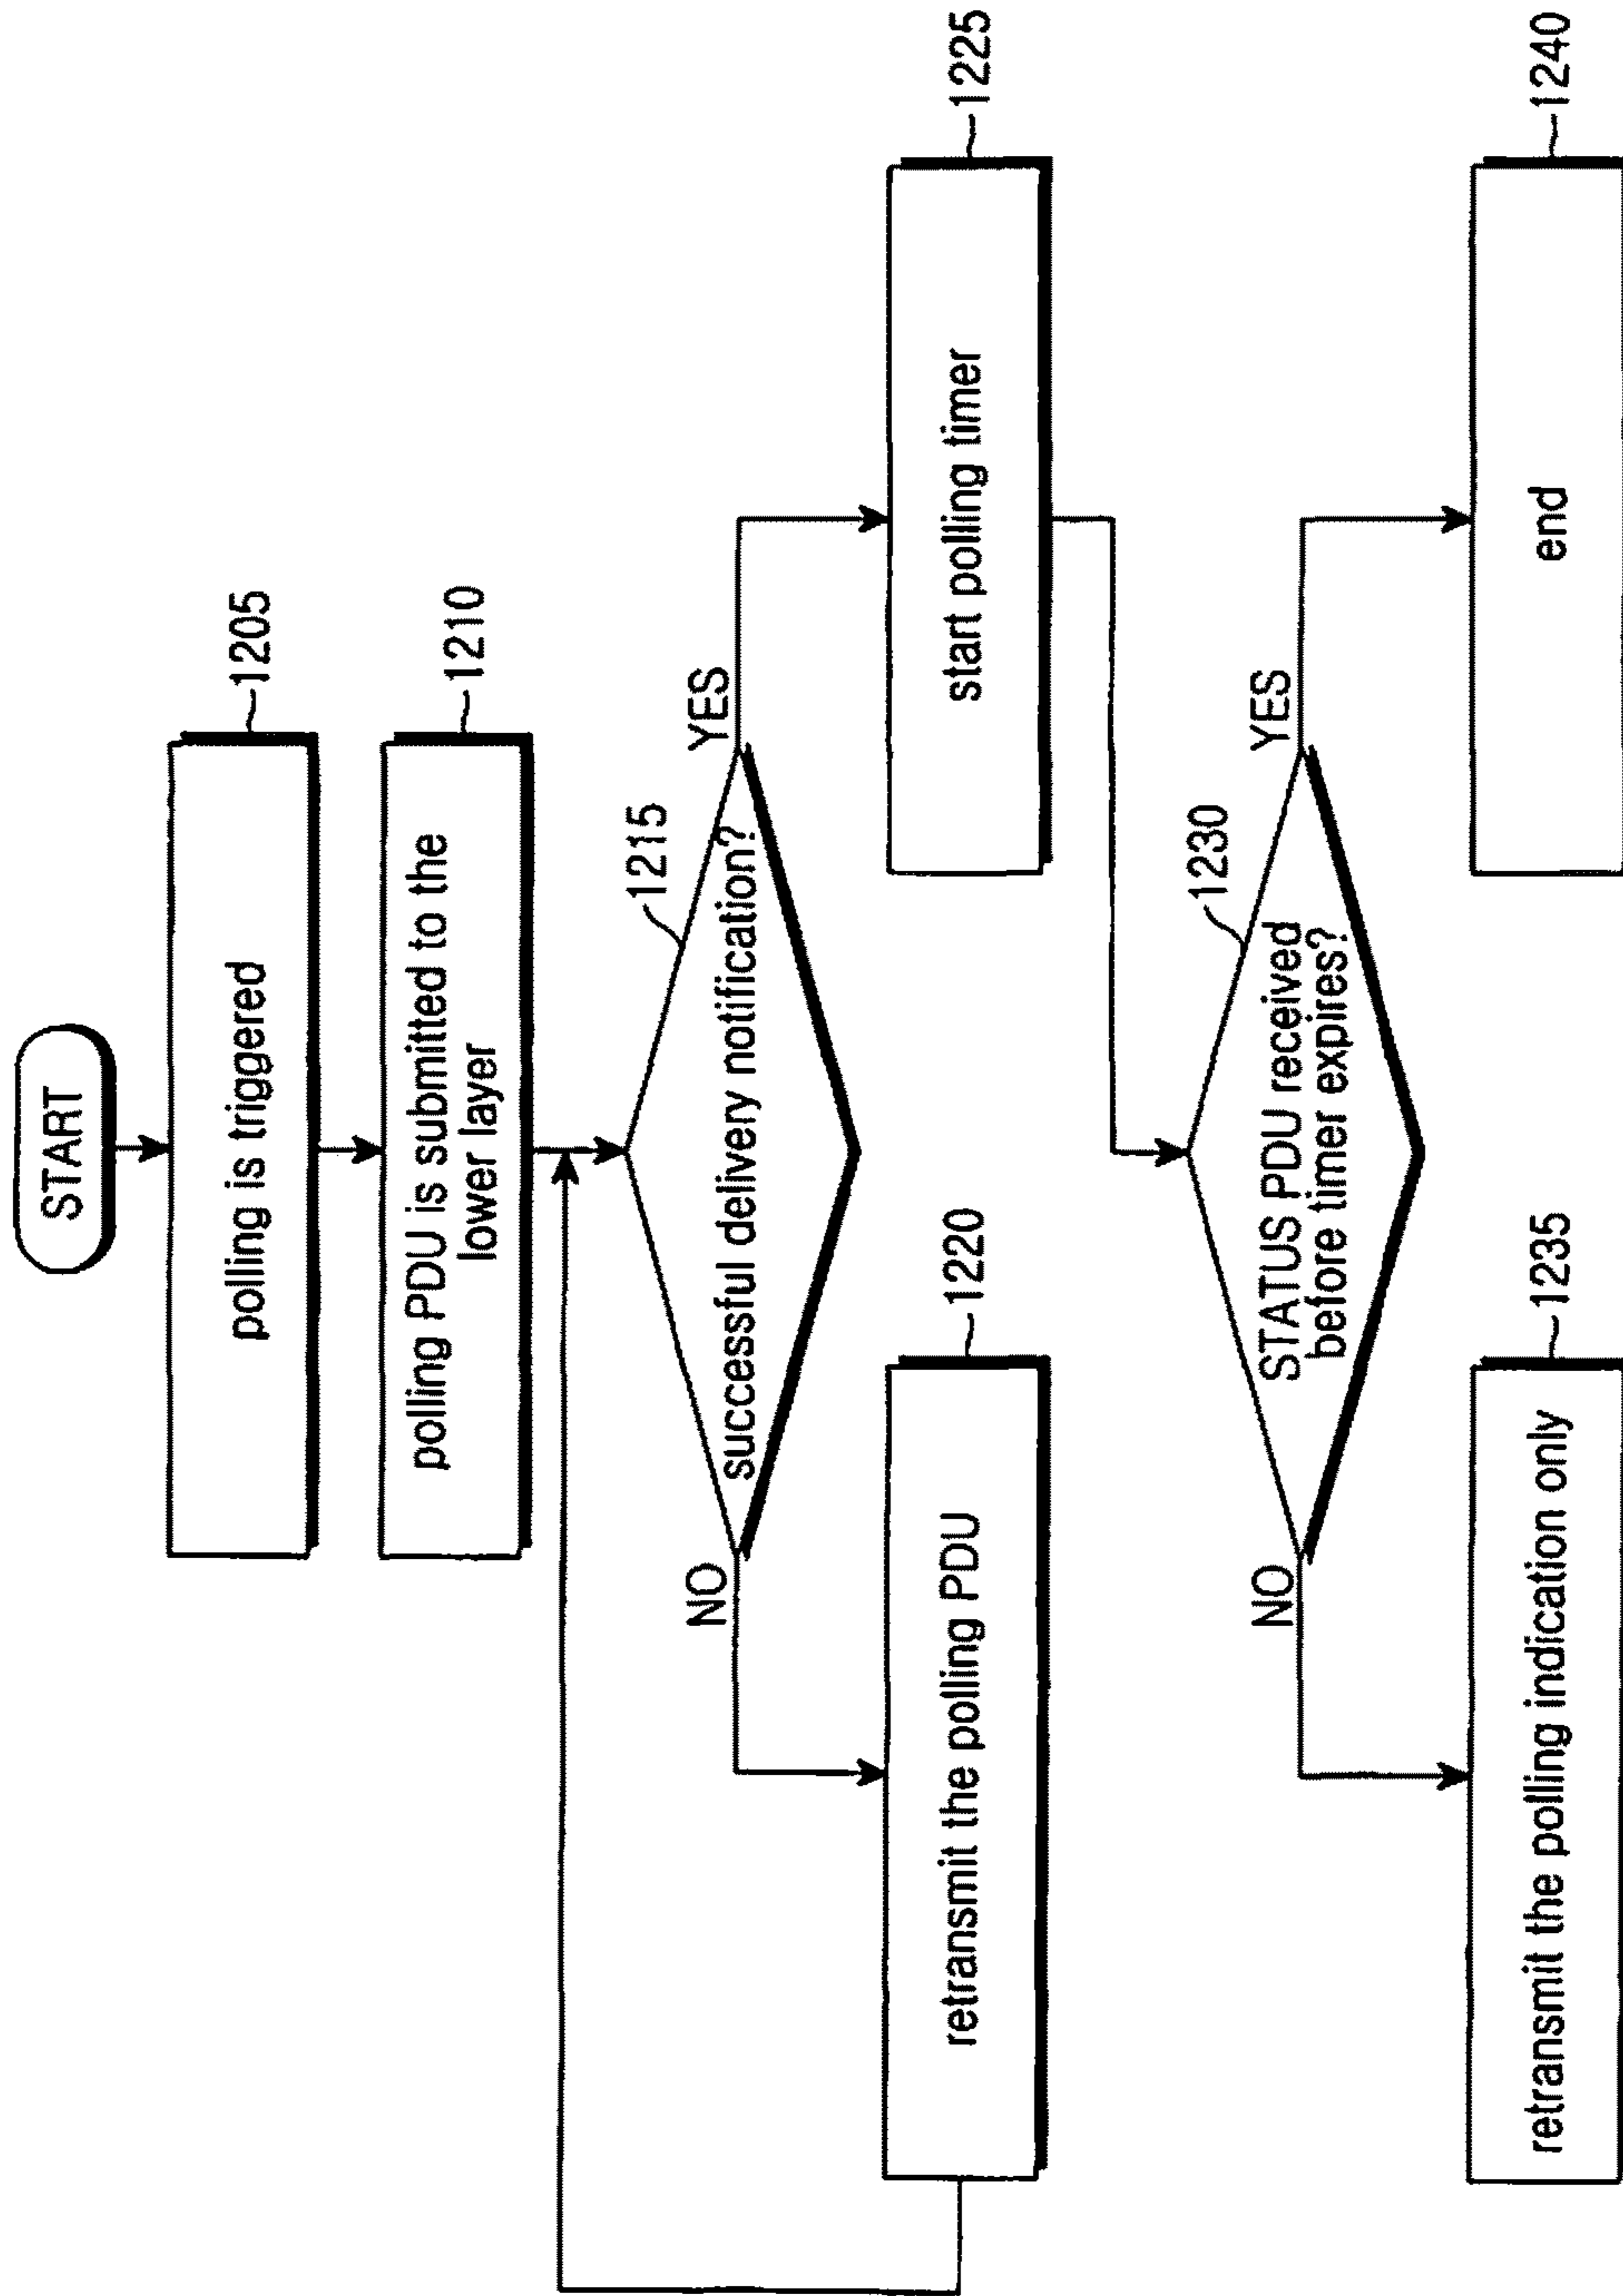 START
polling is triggered
1205
polling PDU is submitted to the
lower layer
1210
successful delivery notification?
1215
NO
YES
retransmit the polling PDU
1220
start polling timer
1225
STATUS PDU received
before timer expires?
1230
NO
YES
retransmit the polling indication only
1235
end
1240